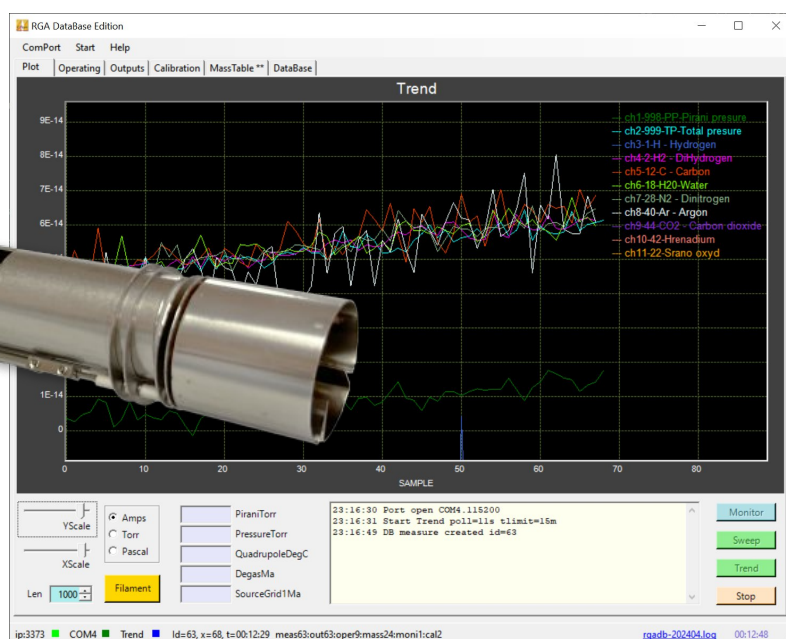 RGA DataBase Edition
ComPort Start Help
Plot Operating Outputs Calibration MassTable ** DataBase
Trend
9E-14
8E-14
7E-14
6E-14
1E-14
0
ch1-998-PP-Pirani presure
ch2-999-TP-Total presure
ch3-1-H - Hydrogen
ch4-2-H2 - DiHydrogen
ch5-12-C - Carbon
ch6-18-H20-Water
ch7-28-N2 - Dinitrogen
ch8-40-Ar - Argon
ch9-44-CO2 - Carbon dioxide
ch10-42-Hrenadium
ch11-22-Srano oxyd
0 10 20 30 40 50 60 70 80
SAMPLE
YScale
XScale
Len 1000
Amps
Torr
Pascal
Filament
PiraniTorr
PressureTorr
QuadrupoleDegC
DegasMa
SourceGrid1Ma
23:16:30 Port open COM4.115200
23:16:31 Start Trend poll=11s tlimit=15m
23:16:49 DB measure created id=63
Monitor
Sweep
Trend
Stop
ip:3373 COM4 Trend Id=63, x=68, t=00:12:29 meas63:out63:oper9:mass24:moni1:cal2 rgadb-202404.log 00:12:48